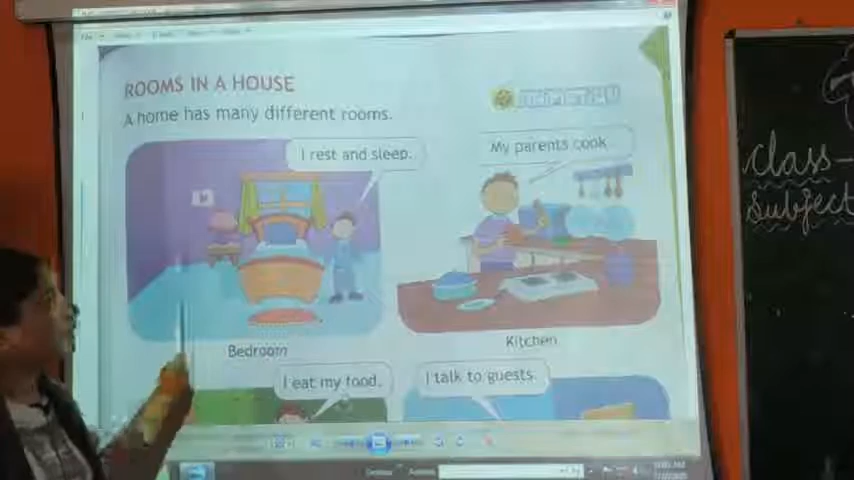 ROOMS IN A HOUSE
A home has many different rooms.
I rest and sleep.
My parents cook.
Bedroom
Kitchen
I eat my food.
I talk to guests.
class-
Subject